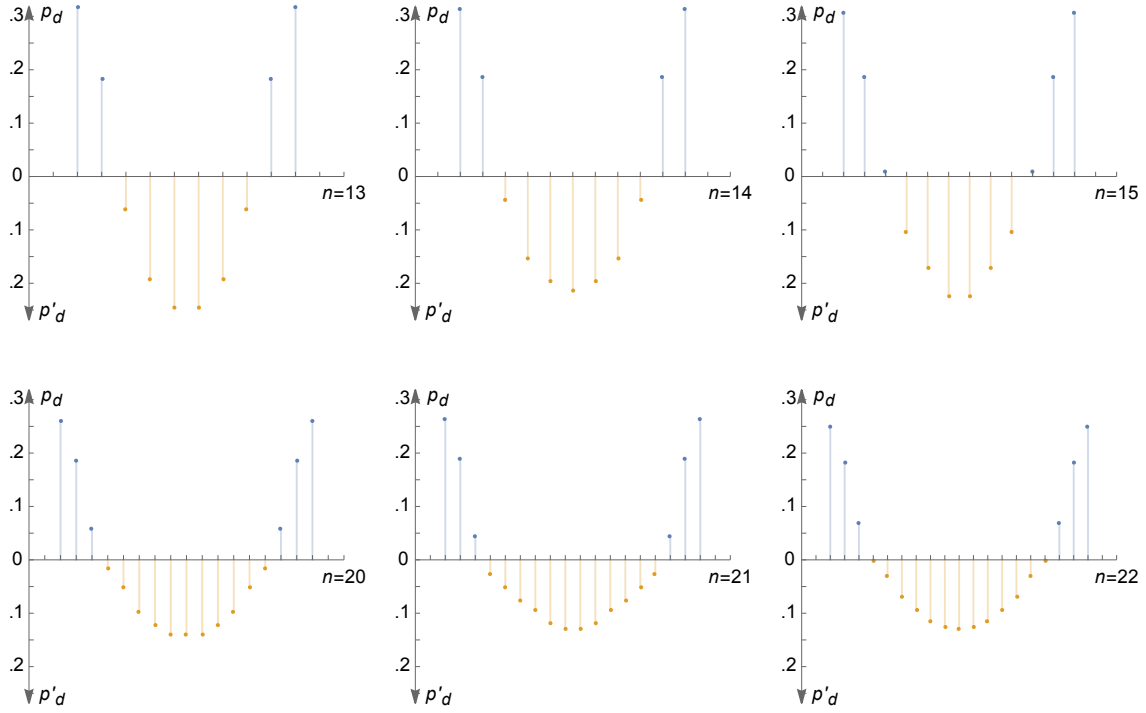 .3 p_d
.2
.1
0
n=13
.1
.2
p'_d
.3 p_d
.2
.1
0
n=14
.1
.2
p'_d
.3 p_d
.2
.1
0
n=15
.1
.2
p'_d
.3 p_d
.2
.1
0
n=20
.1
.2
p'_d
.3 p_d
.2
.1
0
n=21
.1
.2
p'_d
.3 p_d
.2
.1
0
n=22
.1
.2
p'_d